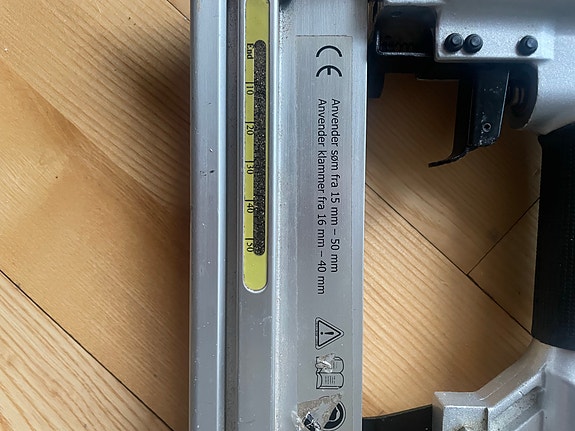 End
10
20
30
40
50
CE
Anvender søm fra 15 mm – 50 mm
Anvender klammer fra 16 mm – 40 mm